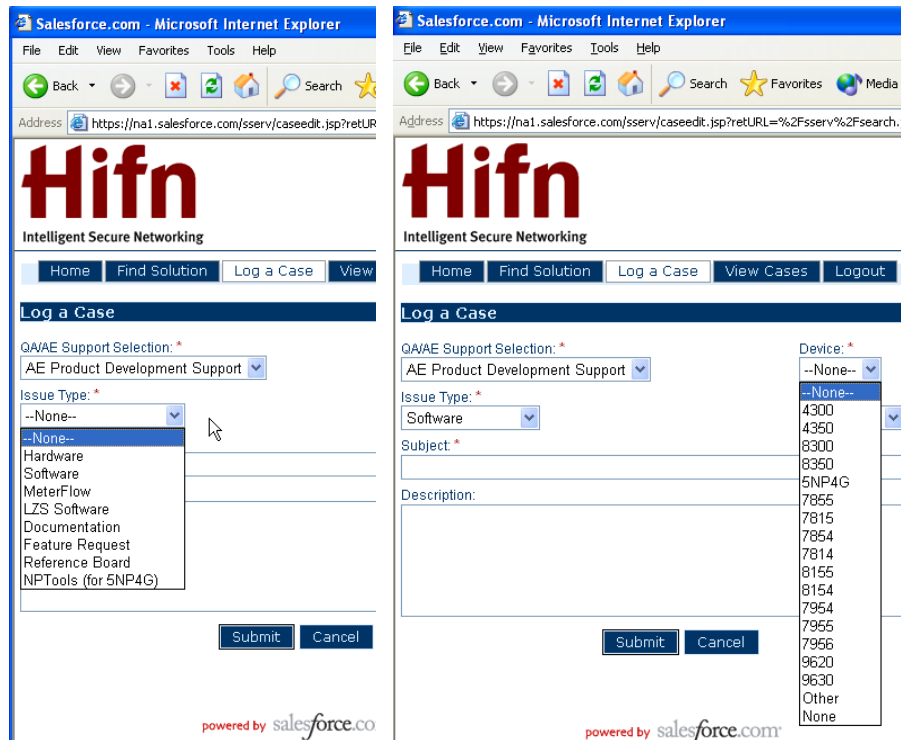 Salesforce.com - Microsoft Internet Explorer
File Edit View Favorites Tools Help
Back Search
Address https://na1.salesforce.com/sserv/caseedit.jsp?retUR
Hifn
Intelligent Secure Networking
Home Find Solution Log a Case View
Log a Case
QA/AE Support Selection: *
AE Product Development Support
Issue Type: *
--None--
--None--
Hardware
Software
MeterFlow
LZS Software
Documentation
Feature Request
Reference Board
NPTools (for 5NP4G)
Submit Cancel
powered by salesforce.co
Salesforce.com - Microsoft Internet Explorer
File Edit View Favorites Tools Help
Back Search Favorites Media
Address https://na1.salesforce.com/sserv/caseedit.jsp?retURL=%2Fsserv%2Fsearch.
Hifn
Intelligent Secure Networking
Home Find Solution Log a Case View Cases Logout
Log a Case
QA/AE Support Selection: * Device: *
AE Product Development Support --None--
Issue Type: *
Software
Subject: *
Description:
--None--
4300
4350
8300
8350
5NP4G
7855
7815
7854
7814
8155
8154
7954
7955
7956
9620
9630
Other
None
Submit Cancel
powered by salesforce.com